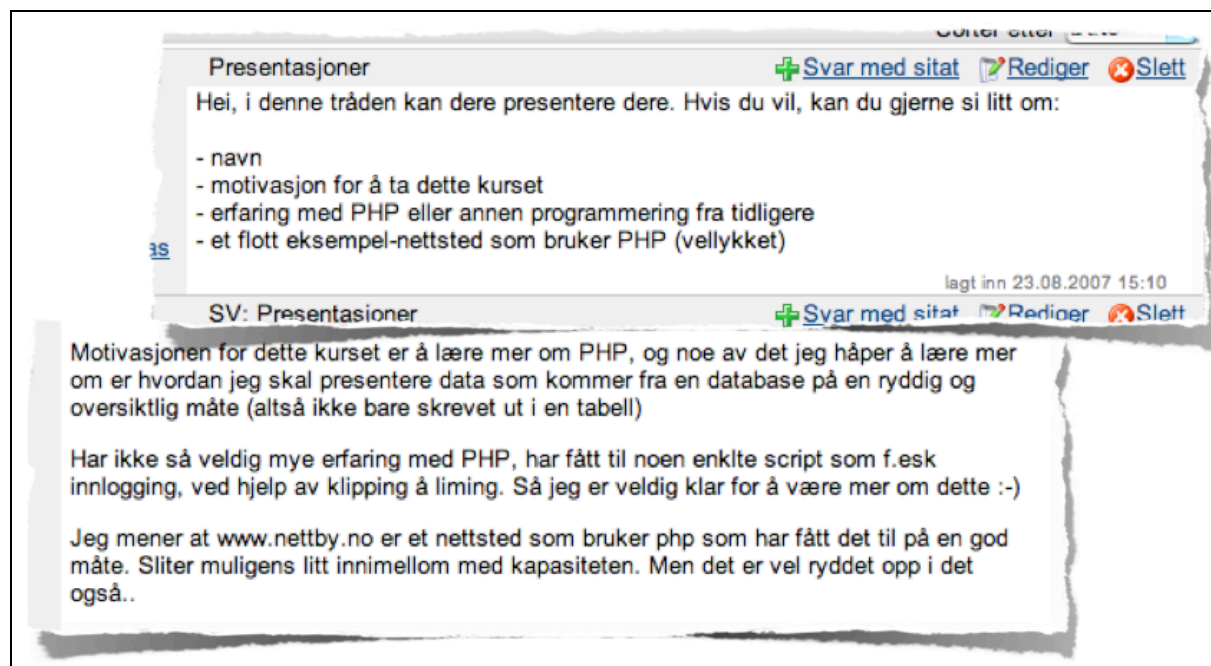 Sorter etter
Presentasjoner Svar med sitat Rediger Slett
Hei, i denne tråden kan dere presentere dere. Hvis du vil, kan du gjerne si litt om:
- navn
- motivasjon for å ta dette kurset
- erfaring med PHP eller annen programmering fra tidligere
- et flott eksempel-nettsted som bruker PHP (vellykket)
as
lagt inn 23.08.2007 15:10
SV: Presentasjoner Svar med sitat Rediger Slett
Motivasjonen for dette kurset er å lære mer om PHP, og noe av det jeg håper å lære mer
om er hvordan jeg skal presentere data som kommer fra en database på en ryddig og
oversiktlig måte (altså ikke bare skrevet ut i en tabell)
Har ikke så veldig mye erfaring med PHP, har fått til noen enklte script som f.esk
innlogging, ved hjelp av klipping å liming. Så jeg er veldig klar for å være mer om dette :-)
Jeg mener at www.nettby.no er et nettsted som bruker php som har fått det til på en god
måte. Sliter muligens litt innimellom med kapasiteten. Men det er vel ryddet opp i det
også..